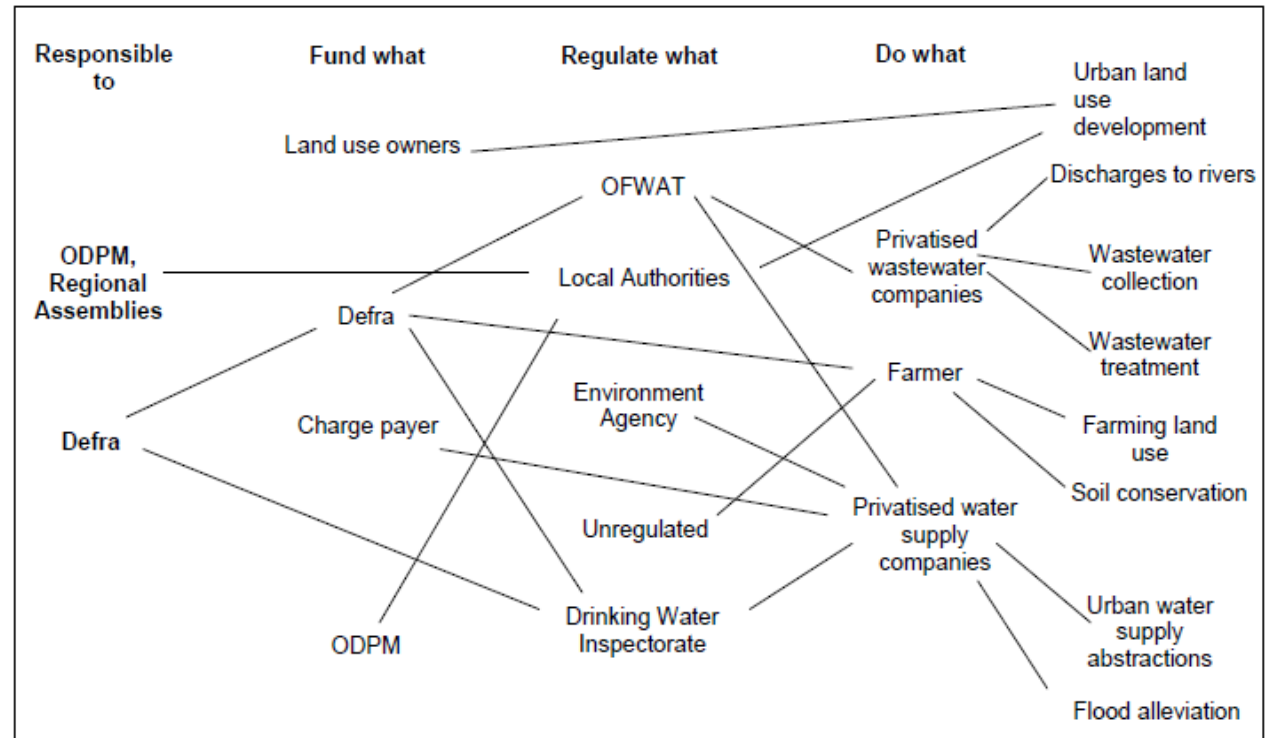 Responsible
to
Fund what
Regulate what
Do what
Urban land
use
development
Land use owners
OFWAT
Discharges to rivers
ODPM,
Regional
Assemblies
Local Authorities
Privatised
wastewater
companies
Wastewater
collection
Defra
Wastewater
treatment
Farmer
Environment
Agency
Defra
Charge payer
Farming land
use
Soil conservation
Unregulated
Privatised water
supply
companies
ODPM
Drinking Water
Inspectorate
Urban water
supply
abstractions
Flood alleviation